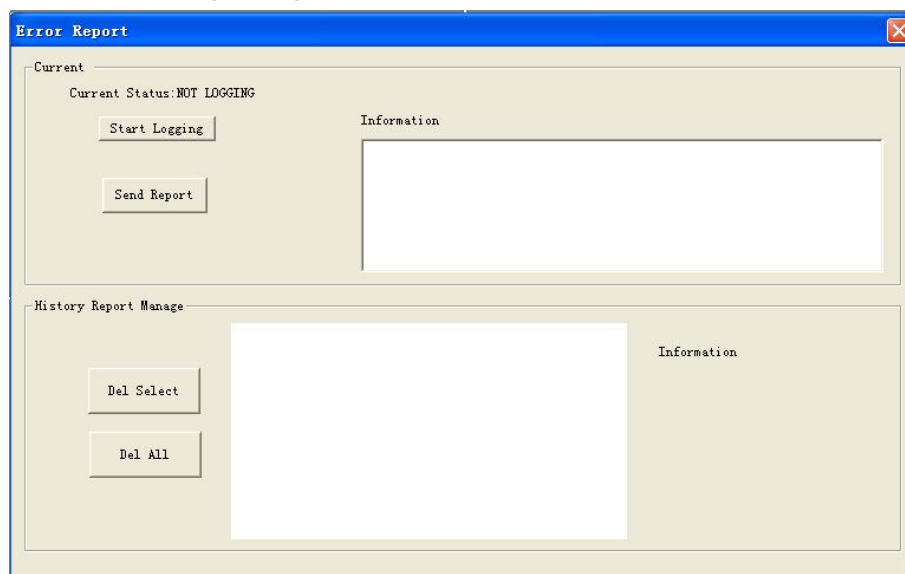 Error Report
Current
Current Status:NOT LOGGING
Start Logging
Information
Send Report
History Report Manage
Information
Del Select
Del All